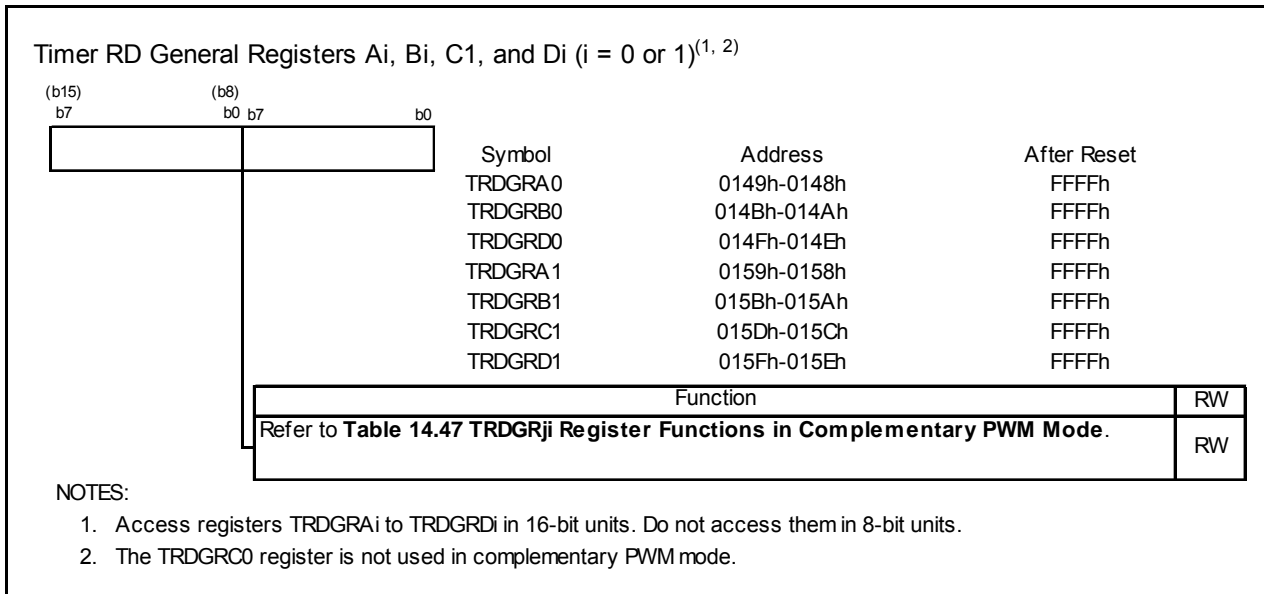 Timer RD General Registers Ai, Bi, C1, and Di (i = 0 or 1)(1, 2)
(b15) (b8)
b7 b0 b7 b0
Symbol Address After Reset
TRDGRA0 0149h-0148h FFFFh
TRDGRB0 014Bh-014Ah FFFFh
TRDGRD0 014Fh-014Eh FFFFh
TRDGRA1 0159h-0158h FFFFh
TRDGRB1 015Bh-015Ah FFFFh
TRDGRC1 015Dh-015Ch FFFFh
TRDGRD1 015Fh-015Eh FFFFh
Function RW
Refer to Table 14.47 TRDGRji Register Functions in Complementary PWM Mode. RW
NOTES:
1. Access registers TRDGRAi to TRDGRDi in 16-bit units. Do not access them in 8-bit units.
2. The TRDGRC0 register is not used in complementary PWM mode.